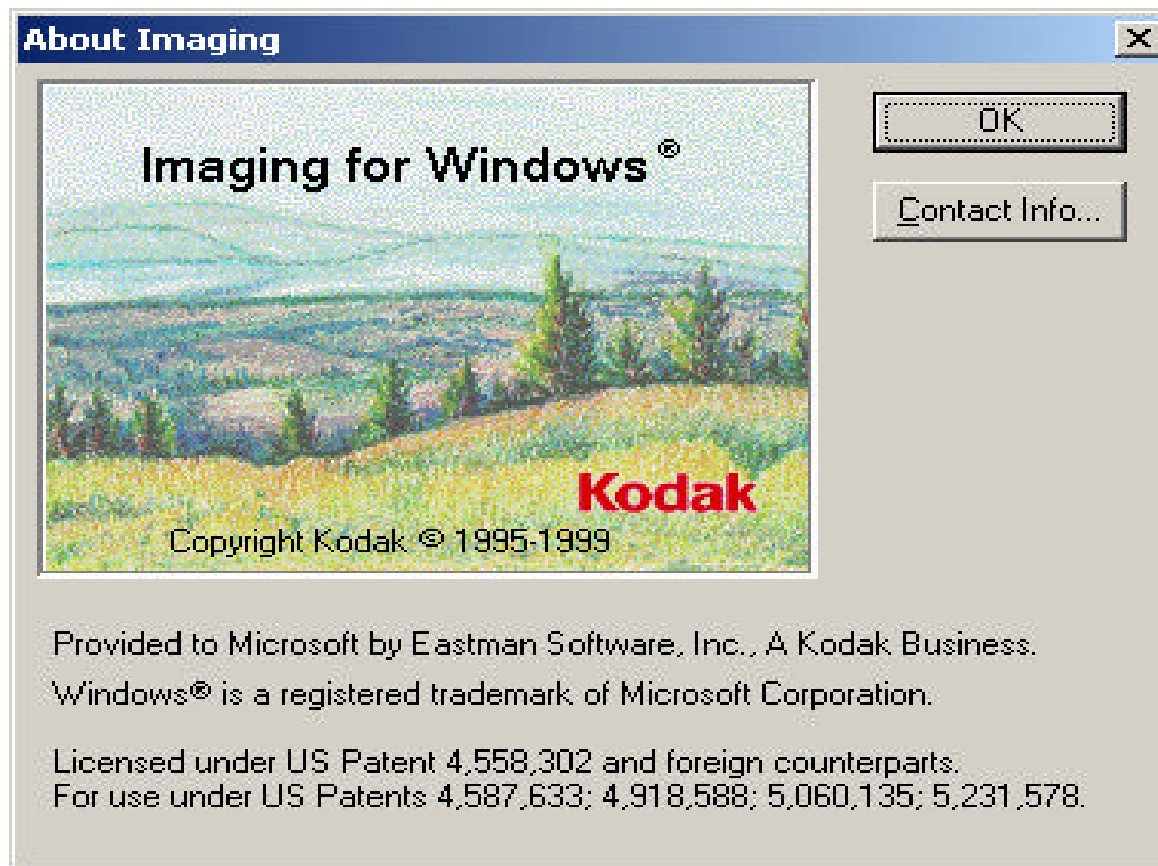 About Imaging
Imaging for Windows®
OK
Contact Info...
Kodak
Copyright Kodak © 1995-1999
Provided to Microsoft by Eastman Software, Inc., A Kodak Business.
Windows® is a registered trademark of Microsoft Corporation.
Licensed under US Patent 4,558,302 and foreign counterparts.
For use under US Patents 4,587,633; 4,918,588; 5,060,135; 5,231,578.